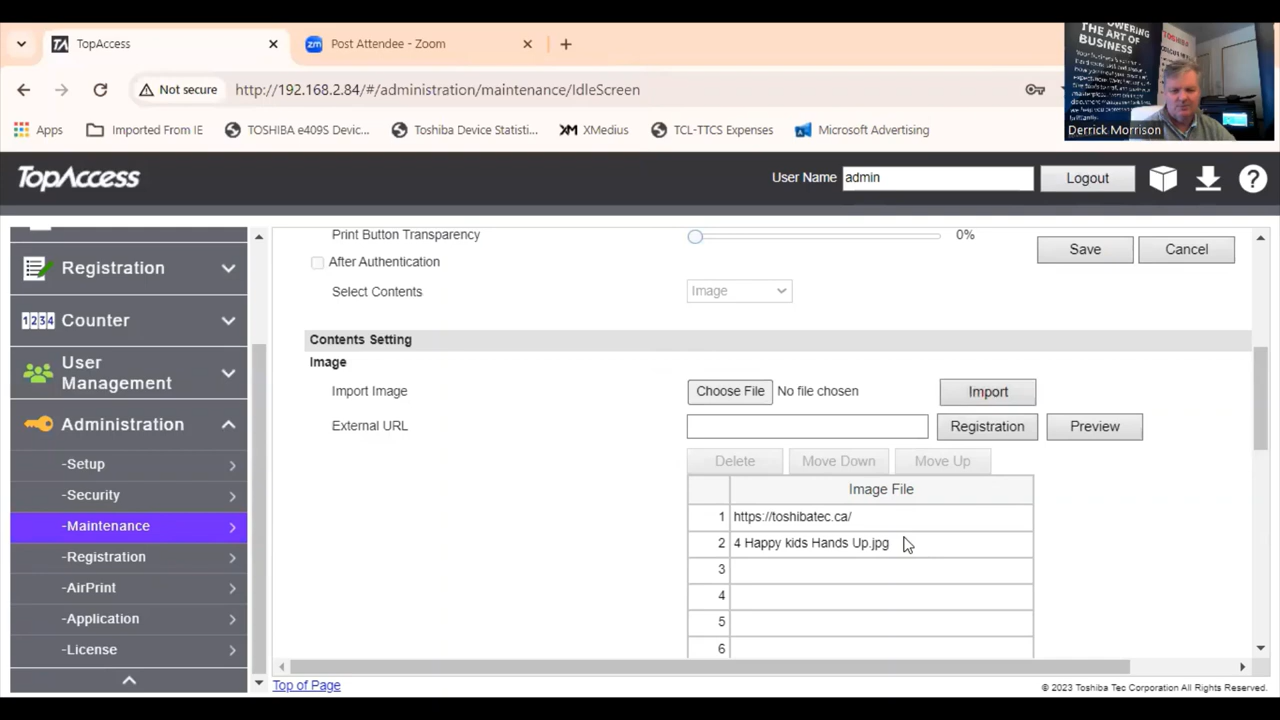 TopAccess
Post Attendee - Zoom
Not secure
http://192.168.2.84/#/administration/maintenance/IdleScreen
Apps
Imported From IE
TOSHIBA e409S Devic...
Toshiba Device Statisti...
XMedius
TCL-TTCS Expenses
Microsoft Advertising
THE ART OF
BUSINESS
TOSHIBA
Derrick Morrison
TopAccess
User Name
admin
Logout
Registration
Counter
User
Management
Administration
-Setup
-Security
-Maintenance
-Registration
-AirPrint
-Application
-License
Print Button Transparency
0%
Save
Cancel
After Authentication
Select Contents
Image
Contents Setting
Image
Import Image
Choose File
No file chosen
Import
External URL
Registration
Preview
Delete
Move Down
Move Up
Image File
1 https://toshibatec.ca/
2 4 Happy kids Hands Up.jpg
3
4
5
6
Top of Page
© 2023 Toshiba Tec Corporation All Rights Reserved.